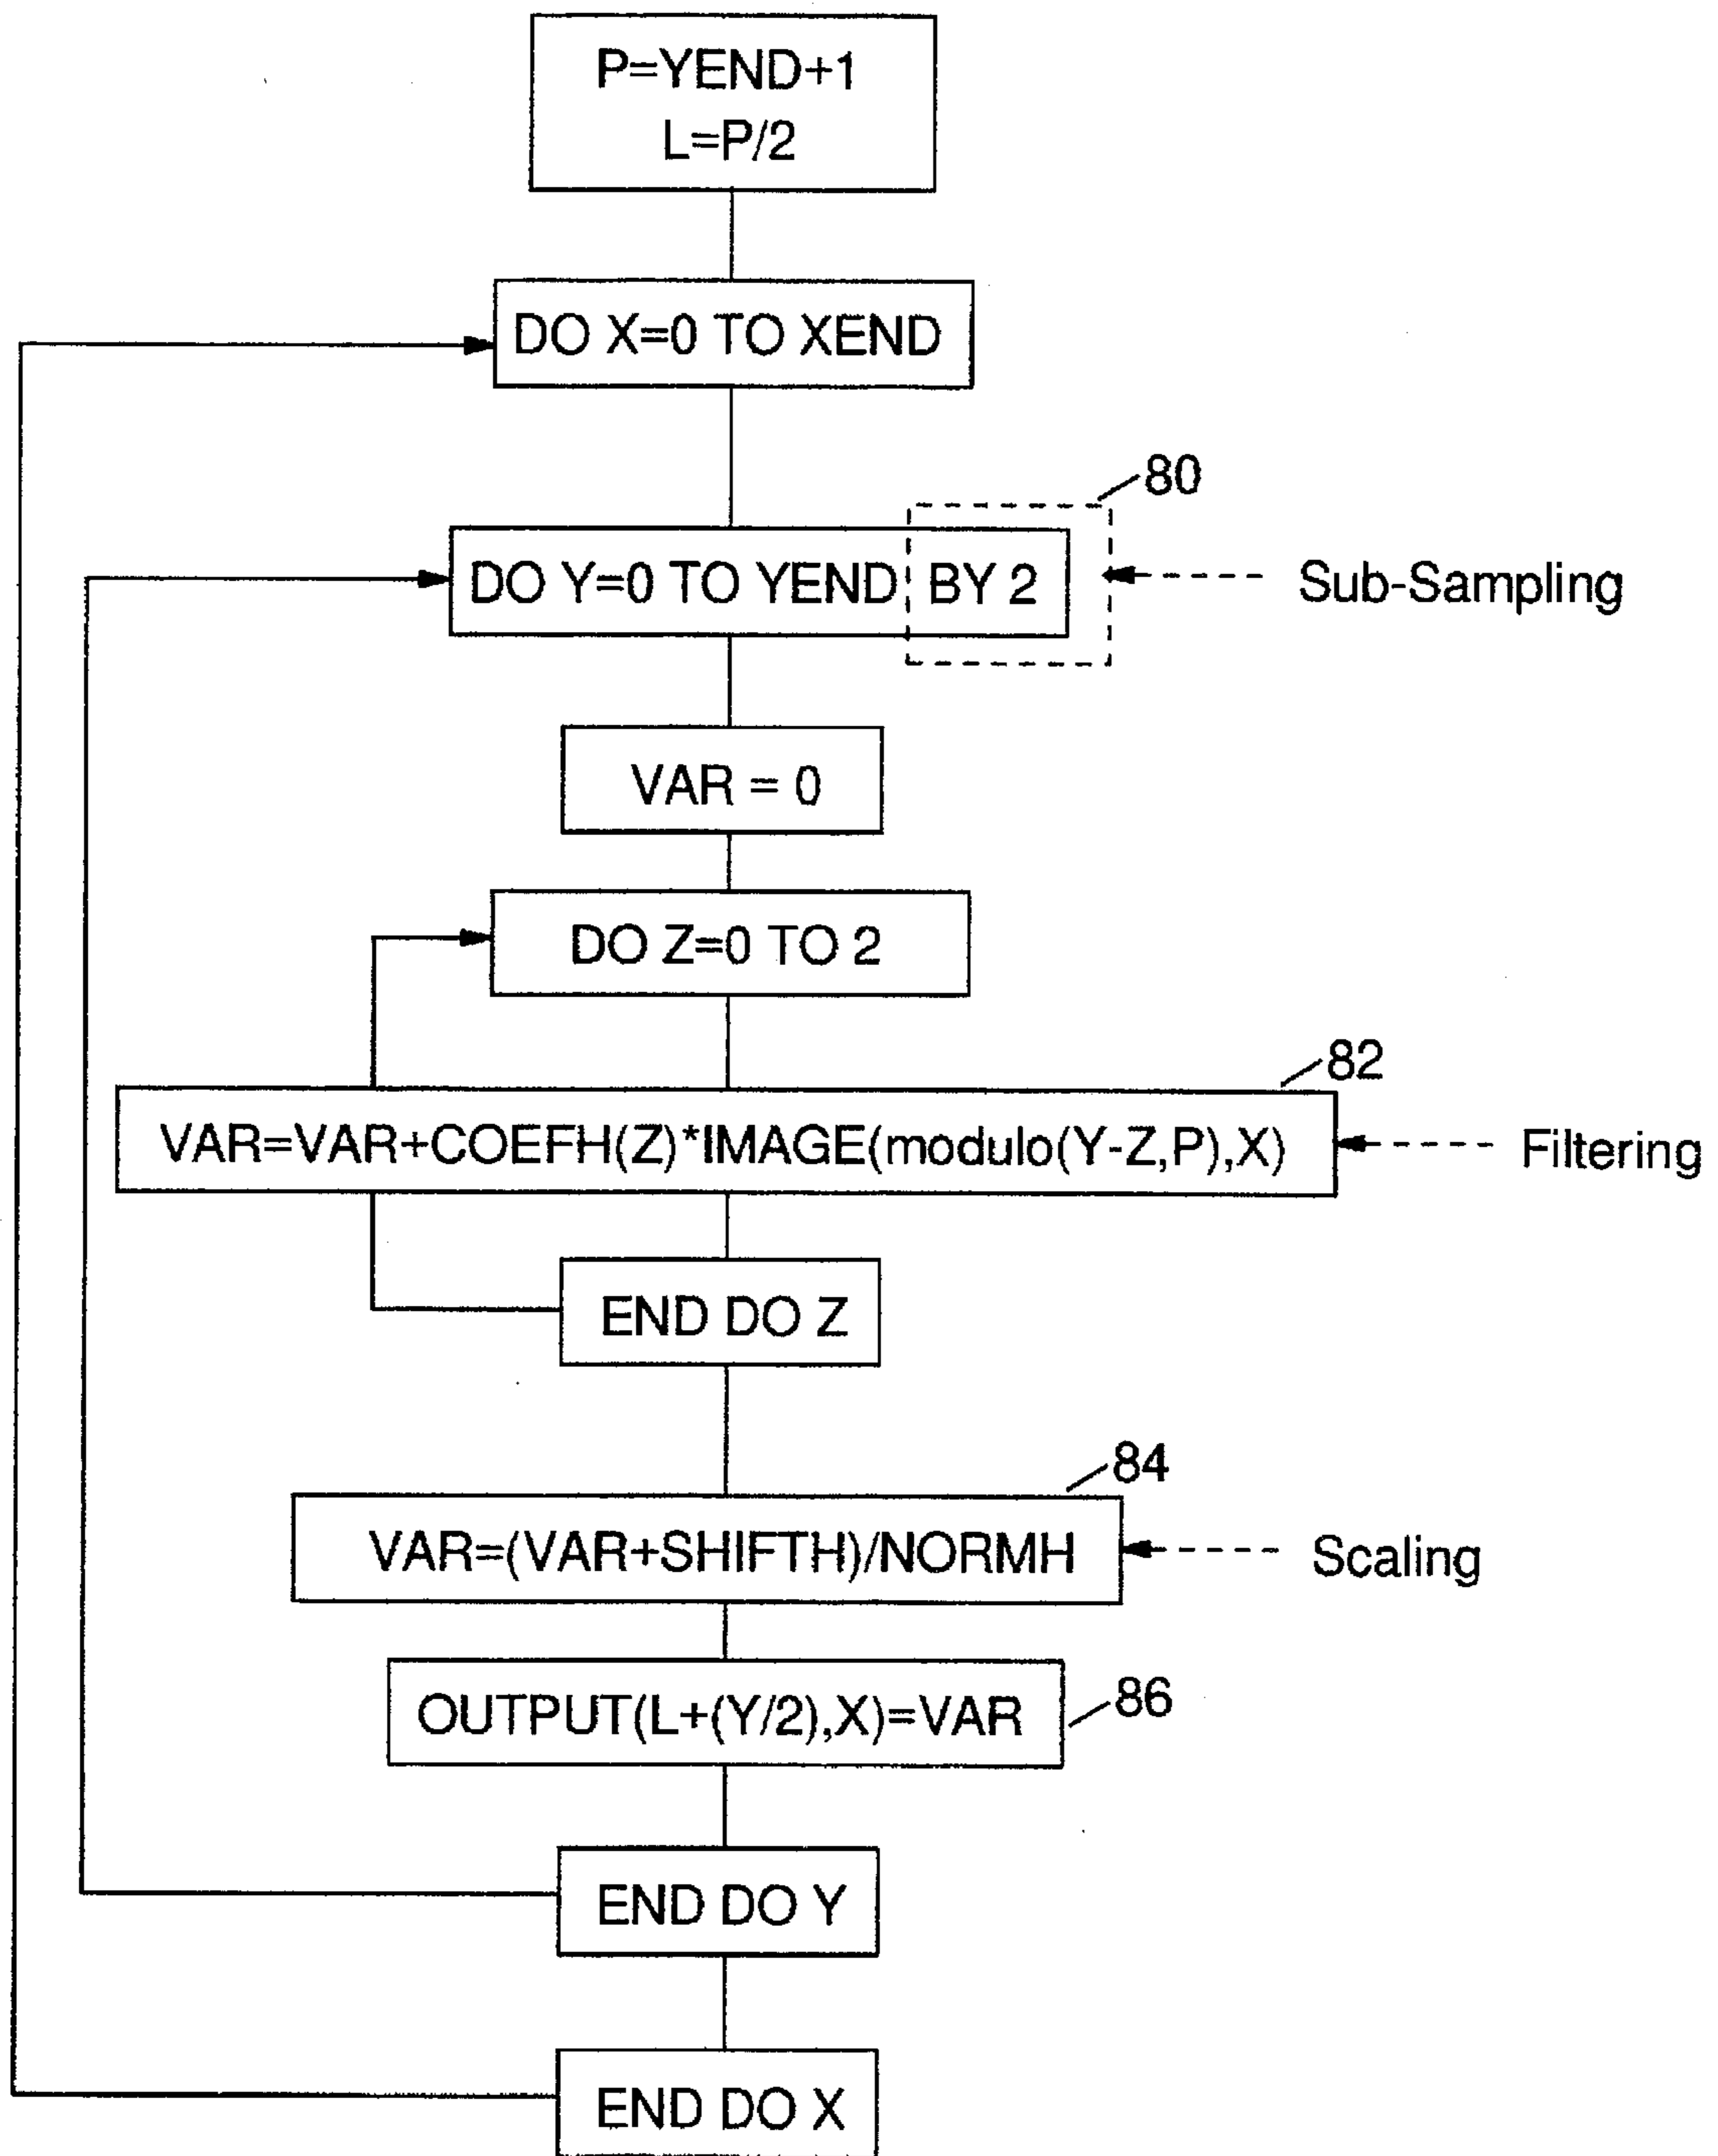 P=YEND+1
L=P/2
DO X=0 TO XEND
80
DO Y=0 TO YEND BY 2
Sub-Sampling
VAR = 0
DO Z=0 TO 2
82
VAR=VAR+COEFH(Z)*IMAGE(modulo(Y-Z,P),X)
Filtering
END DO Z
84
VAR=(VAR+SHIFTH)/NORMH
Scaling
OUTPUT(L+(Y/2),X)=VAR
86
END DO Y
END DO X